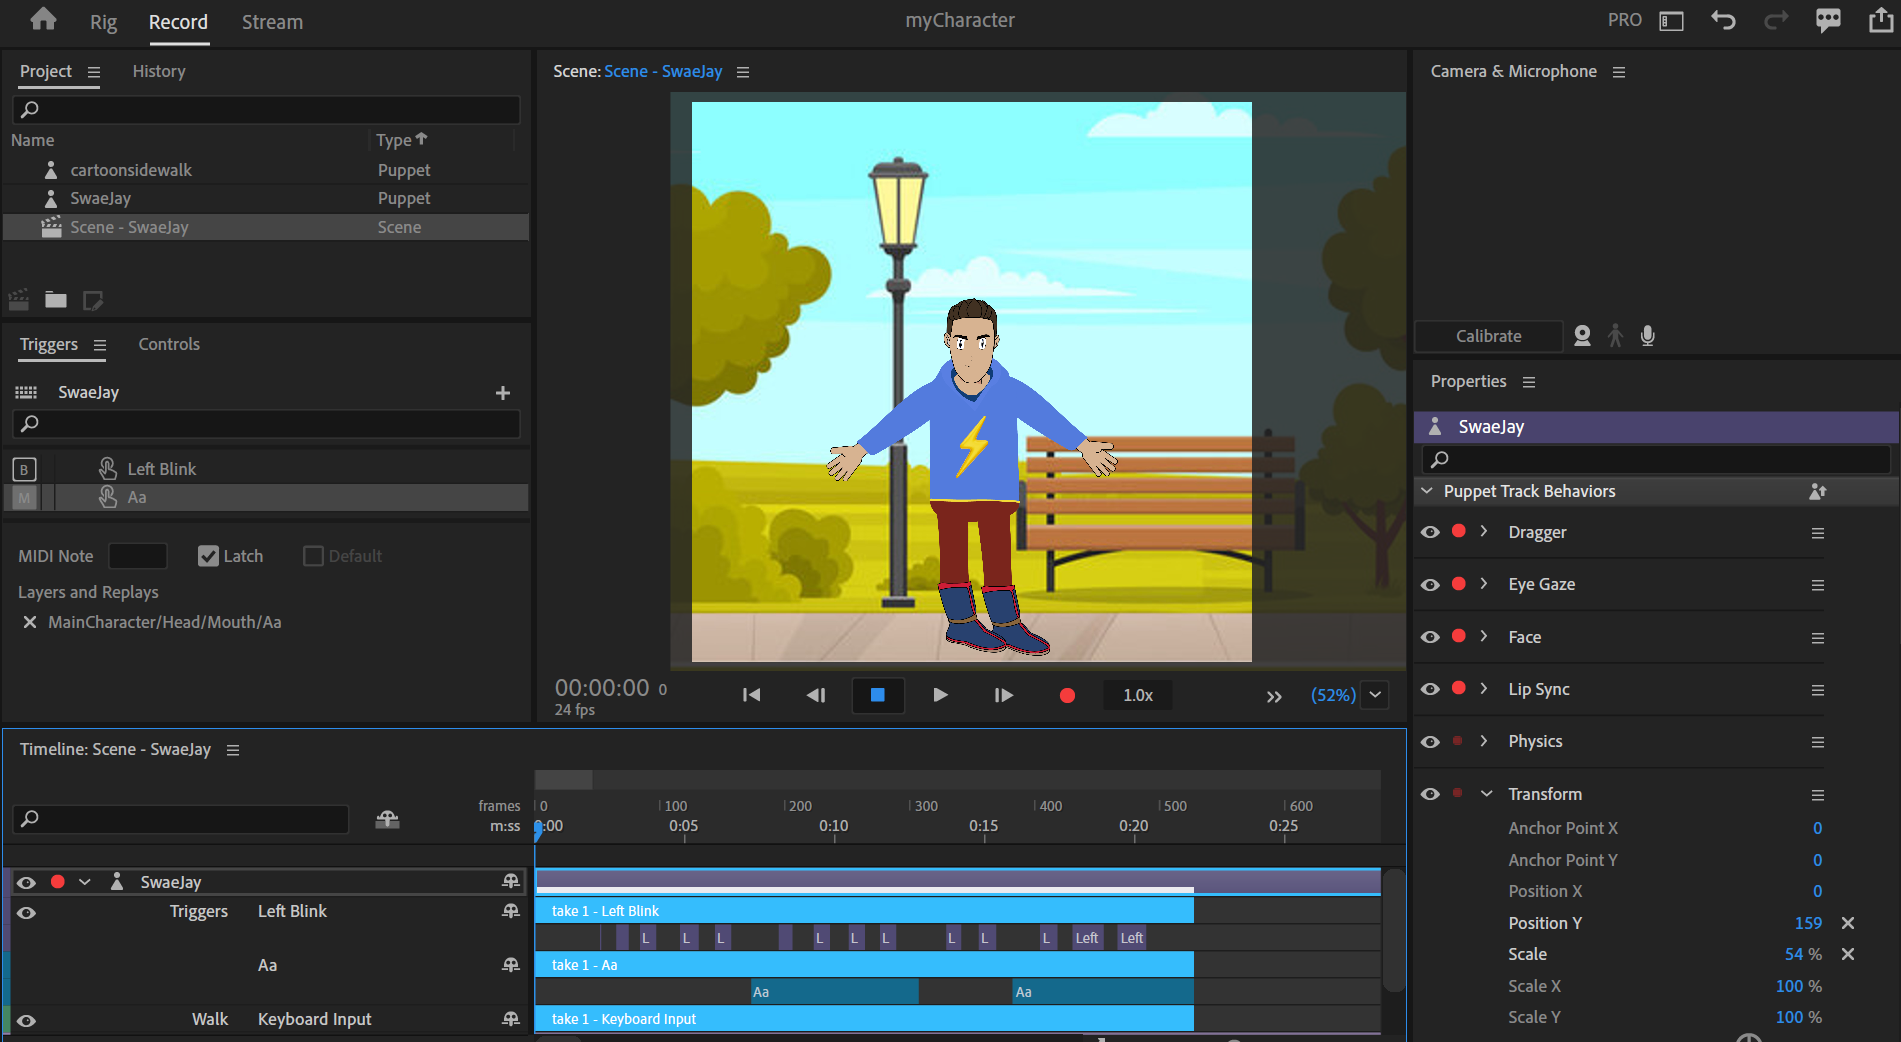 Rig Record Stream myCharacter PRO
Project History
Name Type
cartoonsidewalk Puppet
SwaeJay Puppet
Scene - SwaeJay Scene
Triggers Controls
SwaeJay
B Left Blink
M Aa
MIDI Note Latch Default
Layers and Replays
MainCharacter/Head/Mouth/Aa
Scene: Scene - SwaeJay
00:00:00 0
24 fps
1.0x (52%)
Camera & Microphone
Calibrate
Properties
SwaeJay
Puppet Track Behaviors
Dragger
Eye Gaze
Face
Lip Sync
Physics
Transform
Anchor Point X 0
Anchor Point Y 0
Position X 0
Position Y 159
Scale 54 %
Scale X 100 %
Scale Y 100 %
Timeline: Scene - SwaeJay
frames 0 100 200 300 400 500 600
m:ss 0:00 0:05 0:10 0:15 0:20 0:25
SwaeJay
Triggers Left Blink take 1 - Left Blink
L L L L L L L L L Left Left
Aa take 1 - Aa
Aa Aa
Walk Keyboard Input take 1 - Keyboard Input